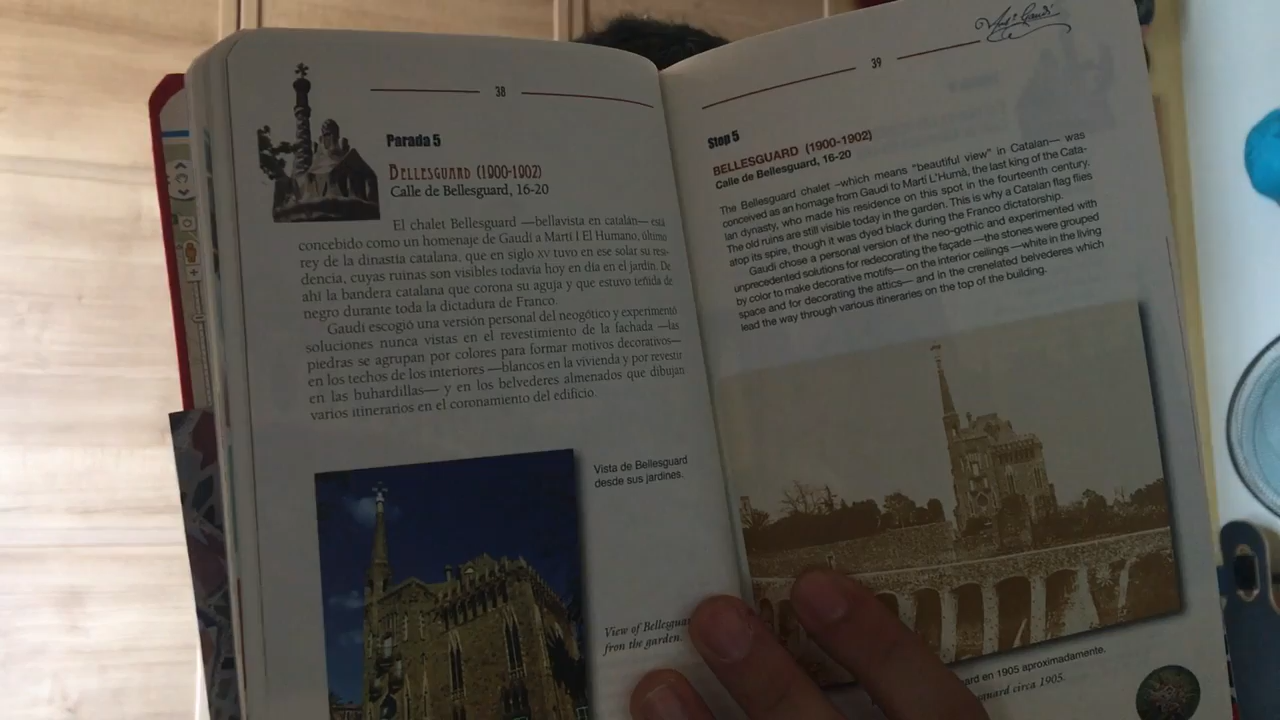 38
Parada 5
BELLESGUARD (1900-1902)
Calle de Bellesguard, 16-20
El chalet Bellesguard —bellavista en catalán— está
concebido como un homenaje de Gaudí a Martí I El Humano, último
rey de la dinastía catalana, que en siglo XV tuvo en ese solar su resi-
dencia, cuyas ruinas son visibles todavía hoy en día en el jardín. De
ahí la bandera catalana que corona su aguja y que estuvo teñida de
negro durante toda la dictadura de Franco.
Gaudí escogió una versión personal del neogótico y experimentó
soluciones nunca vistas en el revestimiento de la fachada —las
piedras se agrupan por colores para formar motivos decorativos—
en los techos de los interiores —blancos en la vivienda y por revestir
en las buhardillas— y en los belvederes almenados que dibujan
varios itinerarios en el coronamiento del edificio.
Vista de Bellesguard
desde sus jardines.
View of Bellesguar
fron the garden.
39
Antº Gaudí
Stop 5
BELLESGUARD (1900-1902)
Calle de Bellesguard, 16-20
The Bellesguard chalet –which means "beautiful view" in Catalan— was
conceived as an homage from Gaudí to Martí L'Humà, the last king of the Cata-
lan dynasty, who made his residence on this spot in the fourteenth century.
The old ruins are still visible today in the garden. This is why a Catalan flag flies
atop its spire, though it was dyed black during the Franco dictatorship.
Gaudí chose a personal version of the neo-gothic and experimented with
unprecedented solutions for redecorating the façade —the stones were grouped
by color to make decorative motifs— on the interior ceilings —white in the living
space and for decorating the attics— and in the crenelated belvederes which
lead the way through various itineraries on the top of the building.
ard en 1905 aproximadamente.
guard circa 1905.